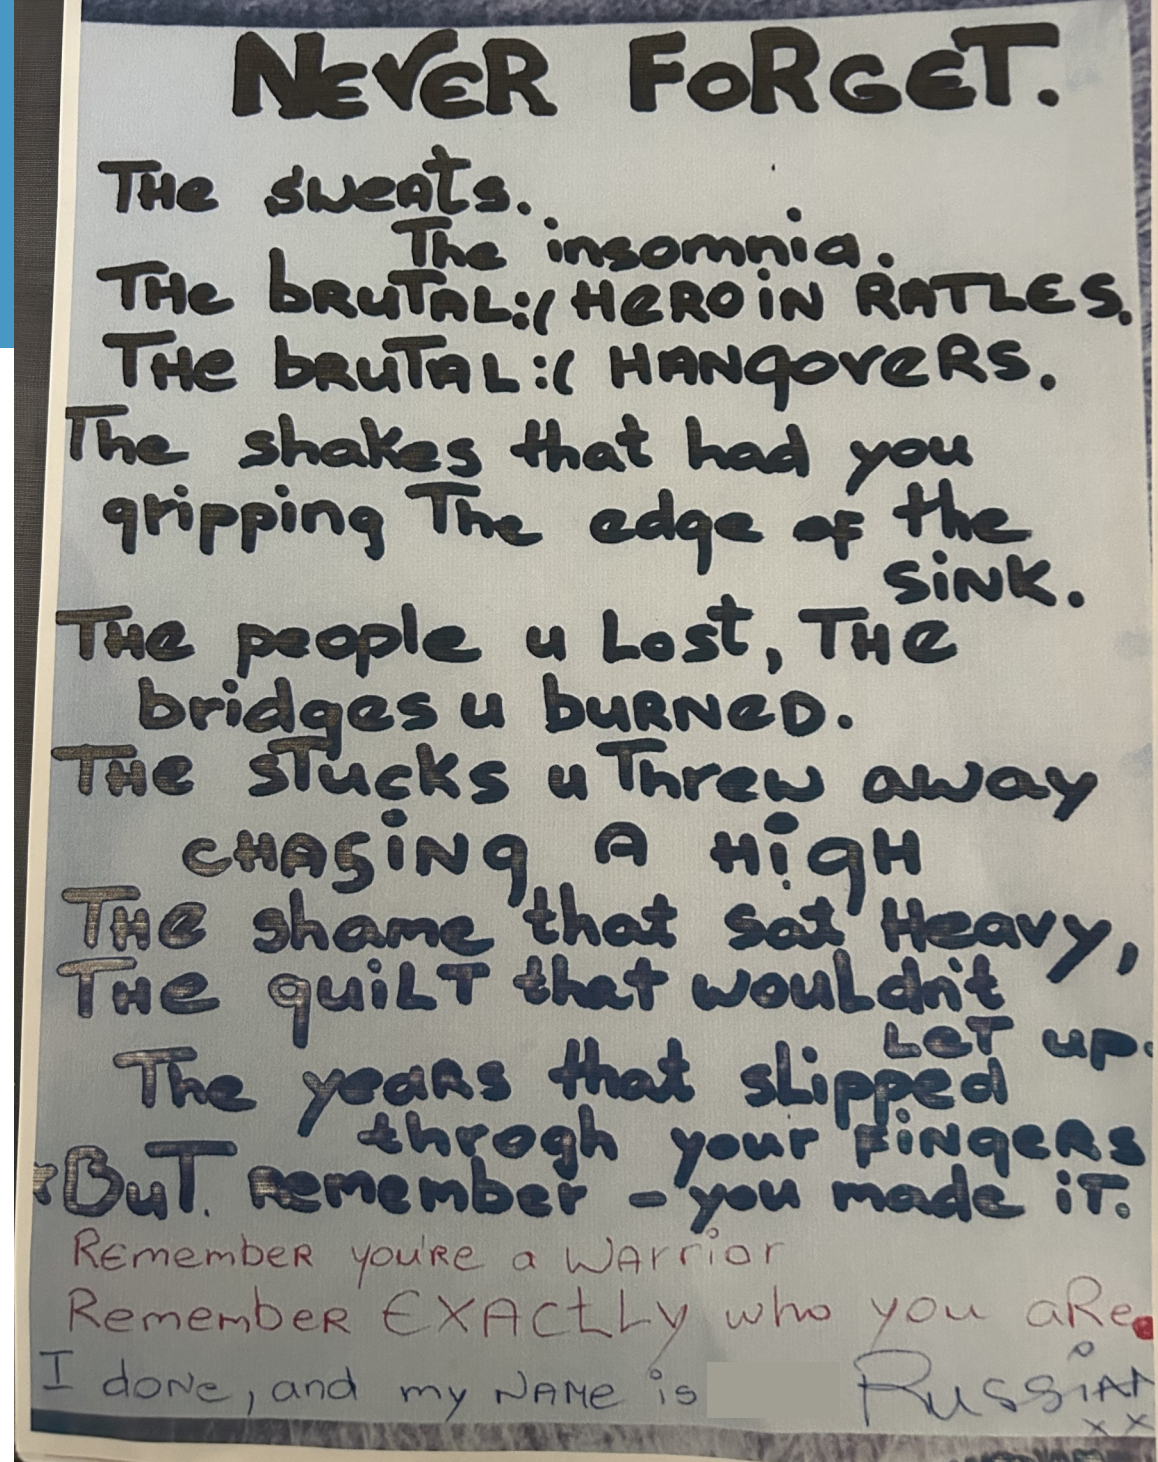 NEVER FORGET.
The sweats.
The insomnia.
The bRUTAL:( HEROIN RATLES.
The bRUTAL:( HANgOVERS.
The shakes that had you
gripping The edge of the
SiNK.
The people u Lost, THe
bridges u buRNeD.
THe sTucks u Threw away
CHASiNg A HigH
THe shame that sat Heavy,
THe guiLT that wouLdn't
LeT up.
The yeaRs that sLipped
throgh your FiNgeRs
*BuT. Remember - you made iT.
REmembeR you're a WARrior
RemembeR EXACtLLy who you aRe.
I doNe, and my NAMe is
RussiAN
xx